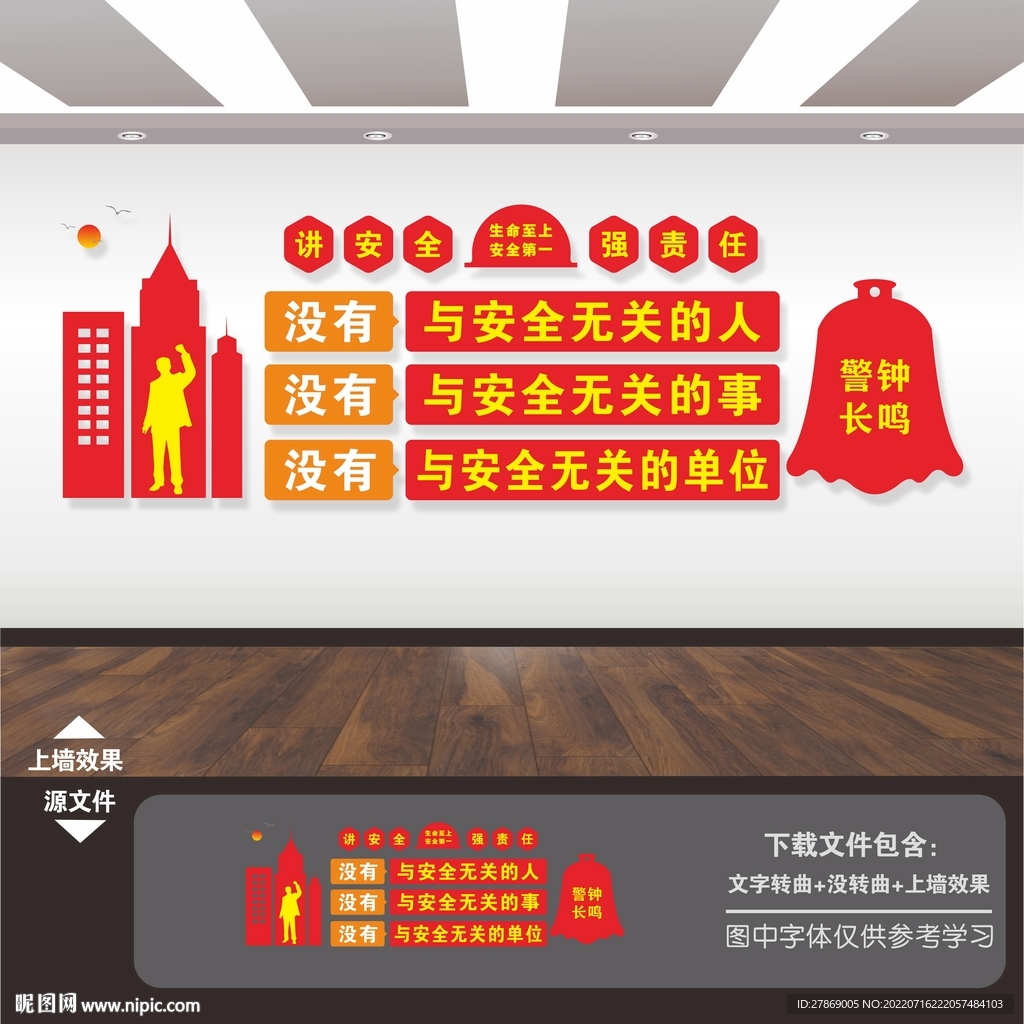 讲安全 生命至上 强责任
安全第一
没有 与安全无关的人
没有 与安全无关的事
没有 与安全无关的单位
警钟
长鸣
上墙效果
源文件
讲安全 生命至上 强责任
安全第一
没有 与安全无关的人
没有 与安全无关的事
没有 与安全无关的单位
警钟
长鸣
下载文件包含：
文字转曲+没转曲+上墙效果
图中字体仅供参考学习
昵图网 www.nipic.com
ID:27869005 NO:20220716222057484103